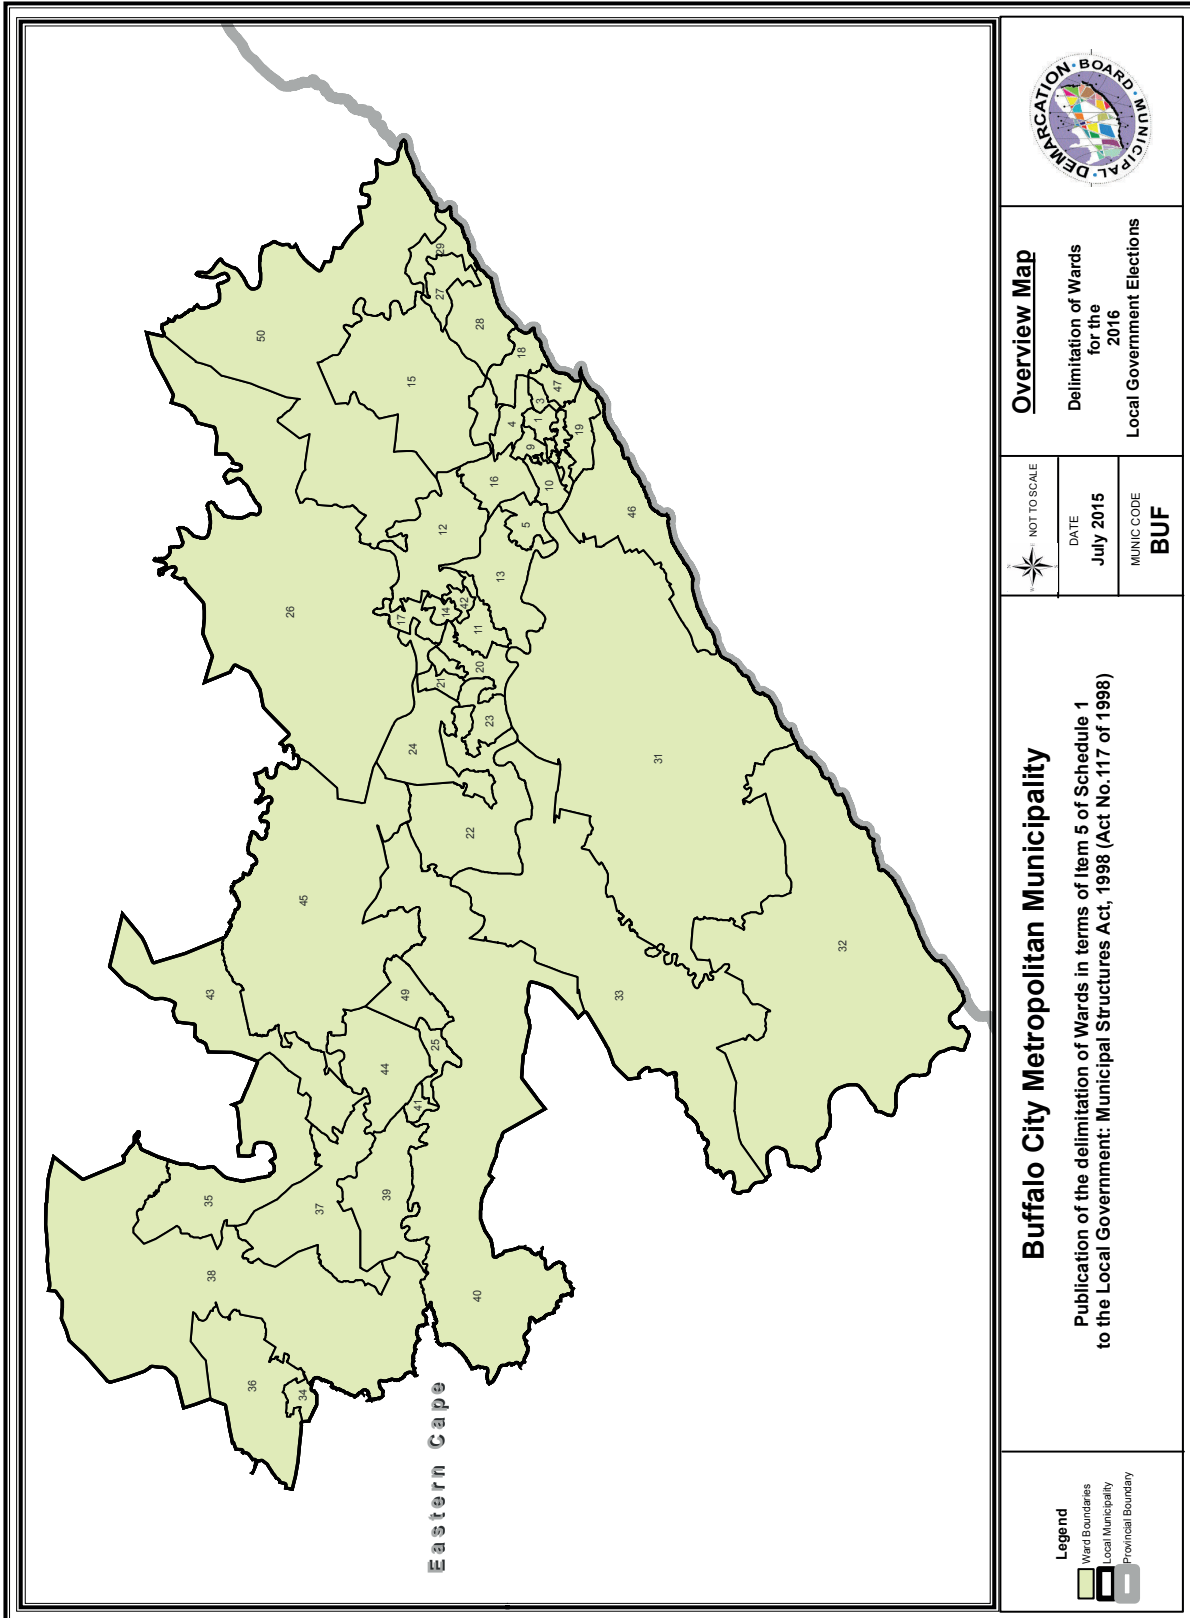 Eastern Cape
50
29
27
28
15
18
47
3
1
4
9
19
16
10
46
12
5
13
26
17
14
42
11
20
21
23
24
31
22
45
32
33
43
49
25
44
41
35
37
39
38
40
36
34
Legend
Ward Boundaries
Local Municipality
Provincial Boundary
Buffalo City Metropolitan Municipality
Publication of the delimitation of Wards in terms of Item 5 of Schedule 1
to the Local Government: Municipal Structures Act, 1998 (Act No.117 of 1998)
NOT TO SCALE
DATE
July 2015
MUNIC CODE
BUF
Overview Map
Delimitation of Wards
for the
2016
Local Government Elections
MUNICIPAL · DEMARCATION · BOARD